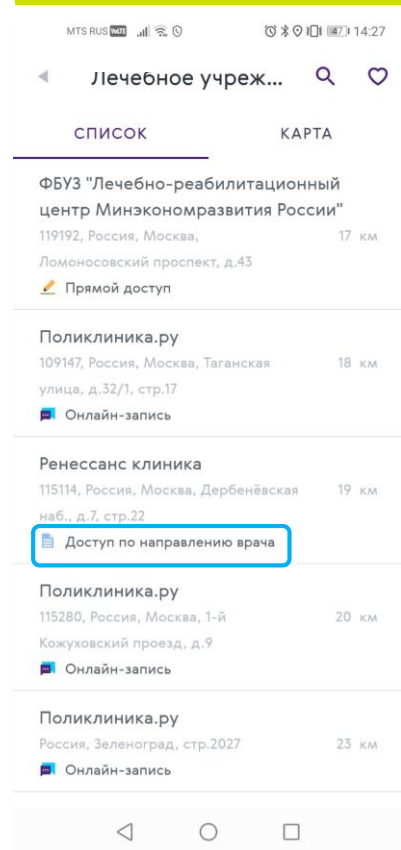 MTS RUS VoLTE 47 14:27
Лечебное учреж...
СПИСОК КАРТА
ФБУЗ "Лечебно-реабилитационный
центр Минэкономразвития России"
119192, Россия, Москва, 17 км
Ломоносовский проспект, д.43
Прямой доступ
Поликлиника.ру
109147, Россия, Москва, Таганская 18 км
улица, д.32/1, стр.17
Онлайн-запись
Ренессанс клиника
115114, Россия, Москва, Дербенёвская 19 км
наб., д.7, стр.22
Доступ по направлению врача
Поликлиника.ру
115280, Россия, Москва, 1-й 20 км
Кожуховский проезд, д.9
Онлайн-запись
Поликлиника.ру
Россия, Зеленоград, стр.2027 23 км
Онлайн-запись